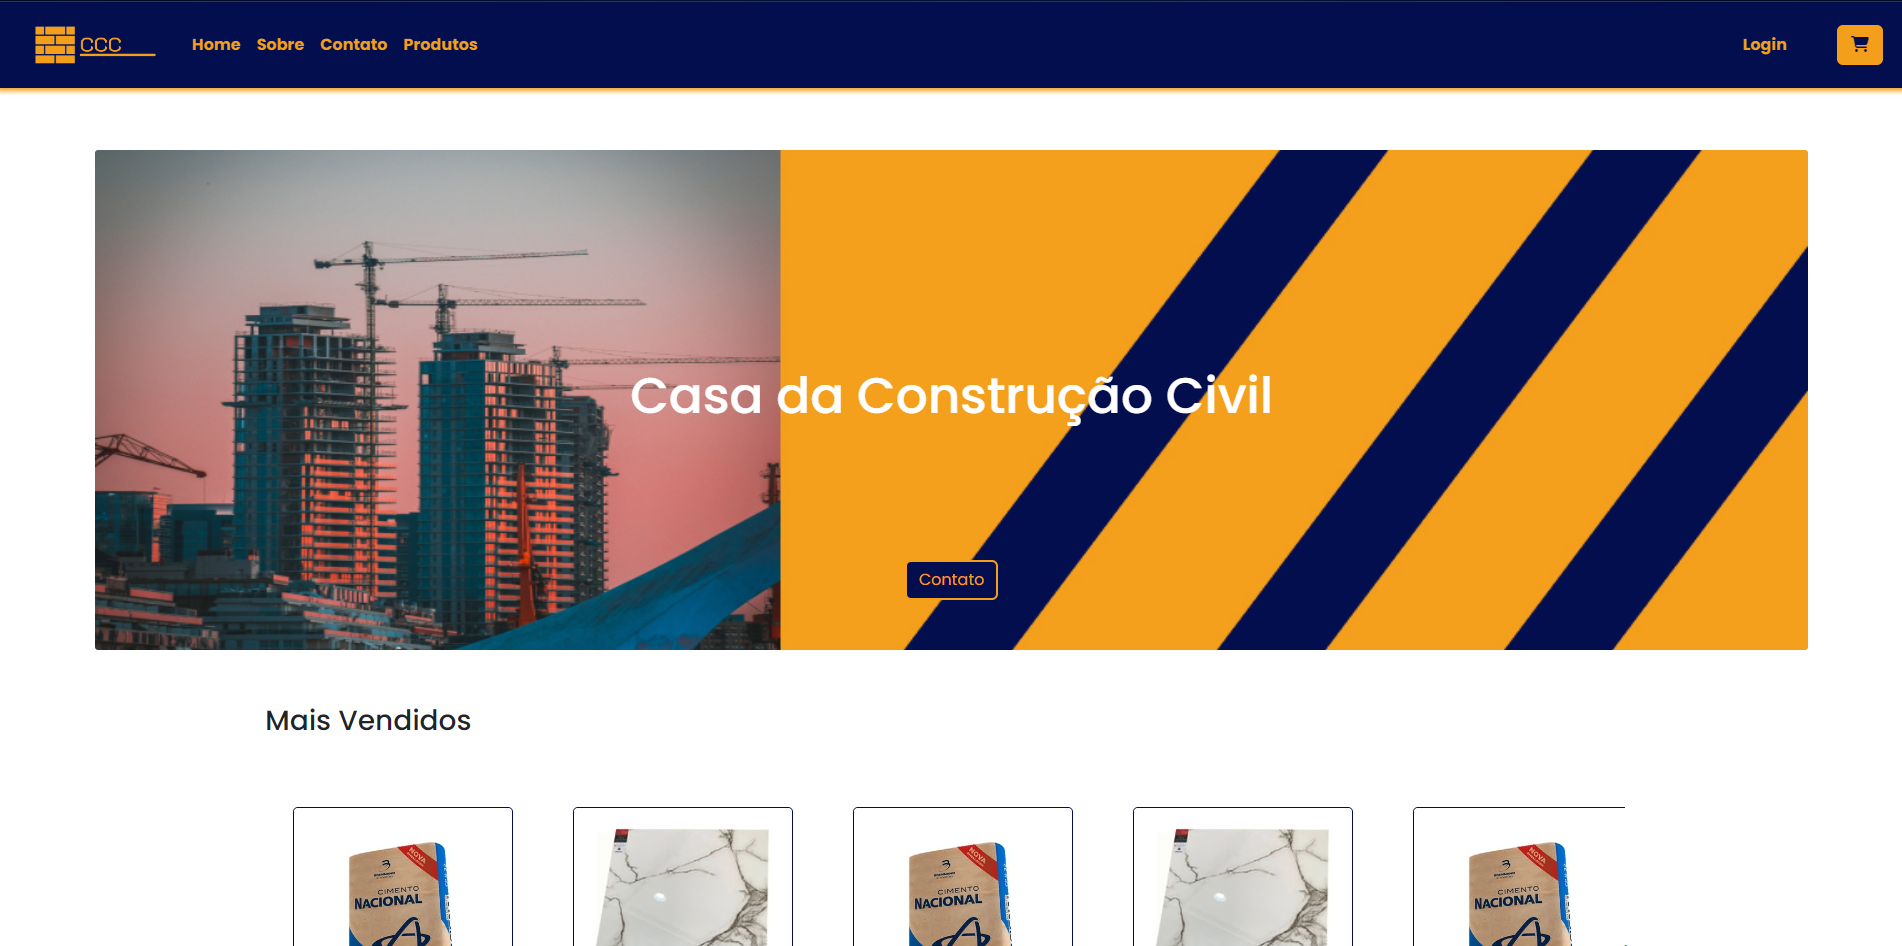 CCC
Home Sobre Contato Produtos
Login
Casa da Construção Civil
Contato
Mais Vendidos
NOVA
CIMENTO
NACIONAL
NOVA
CIMENTO
NACIONAL
NOVA
CIMENTO
NACIONAL